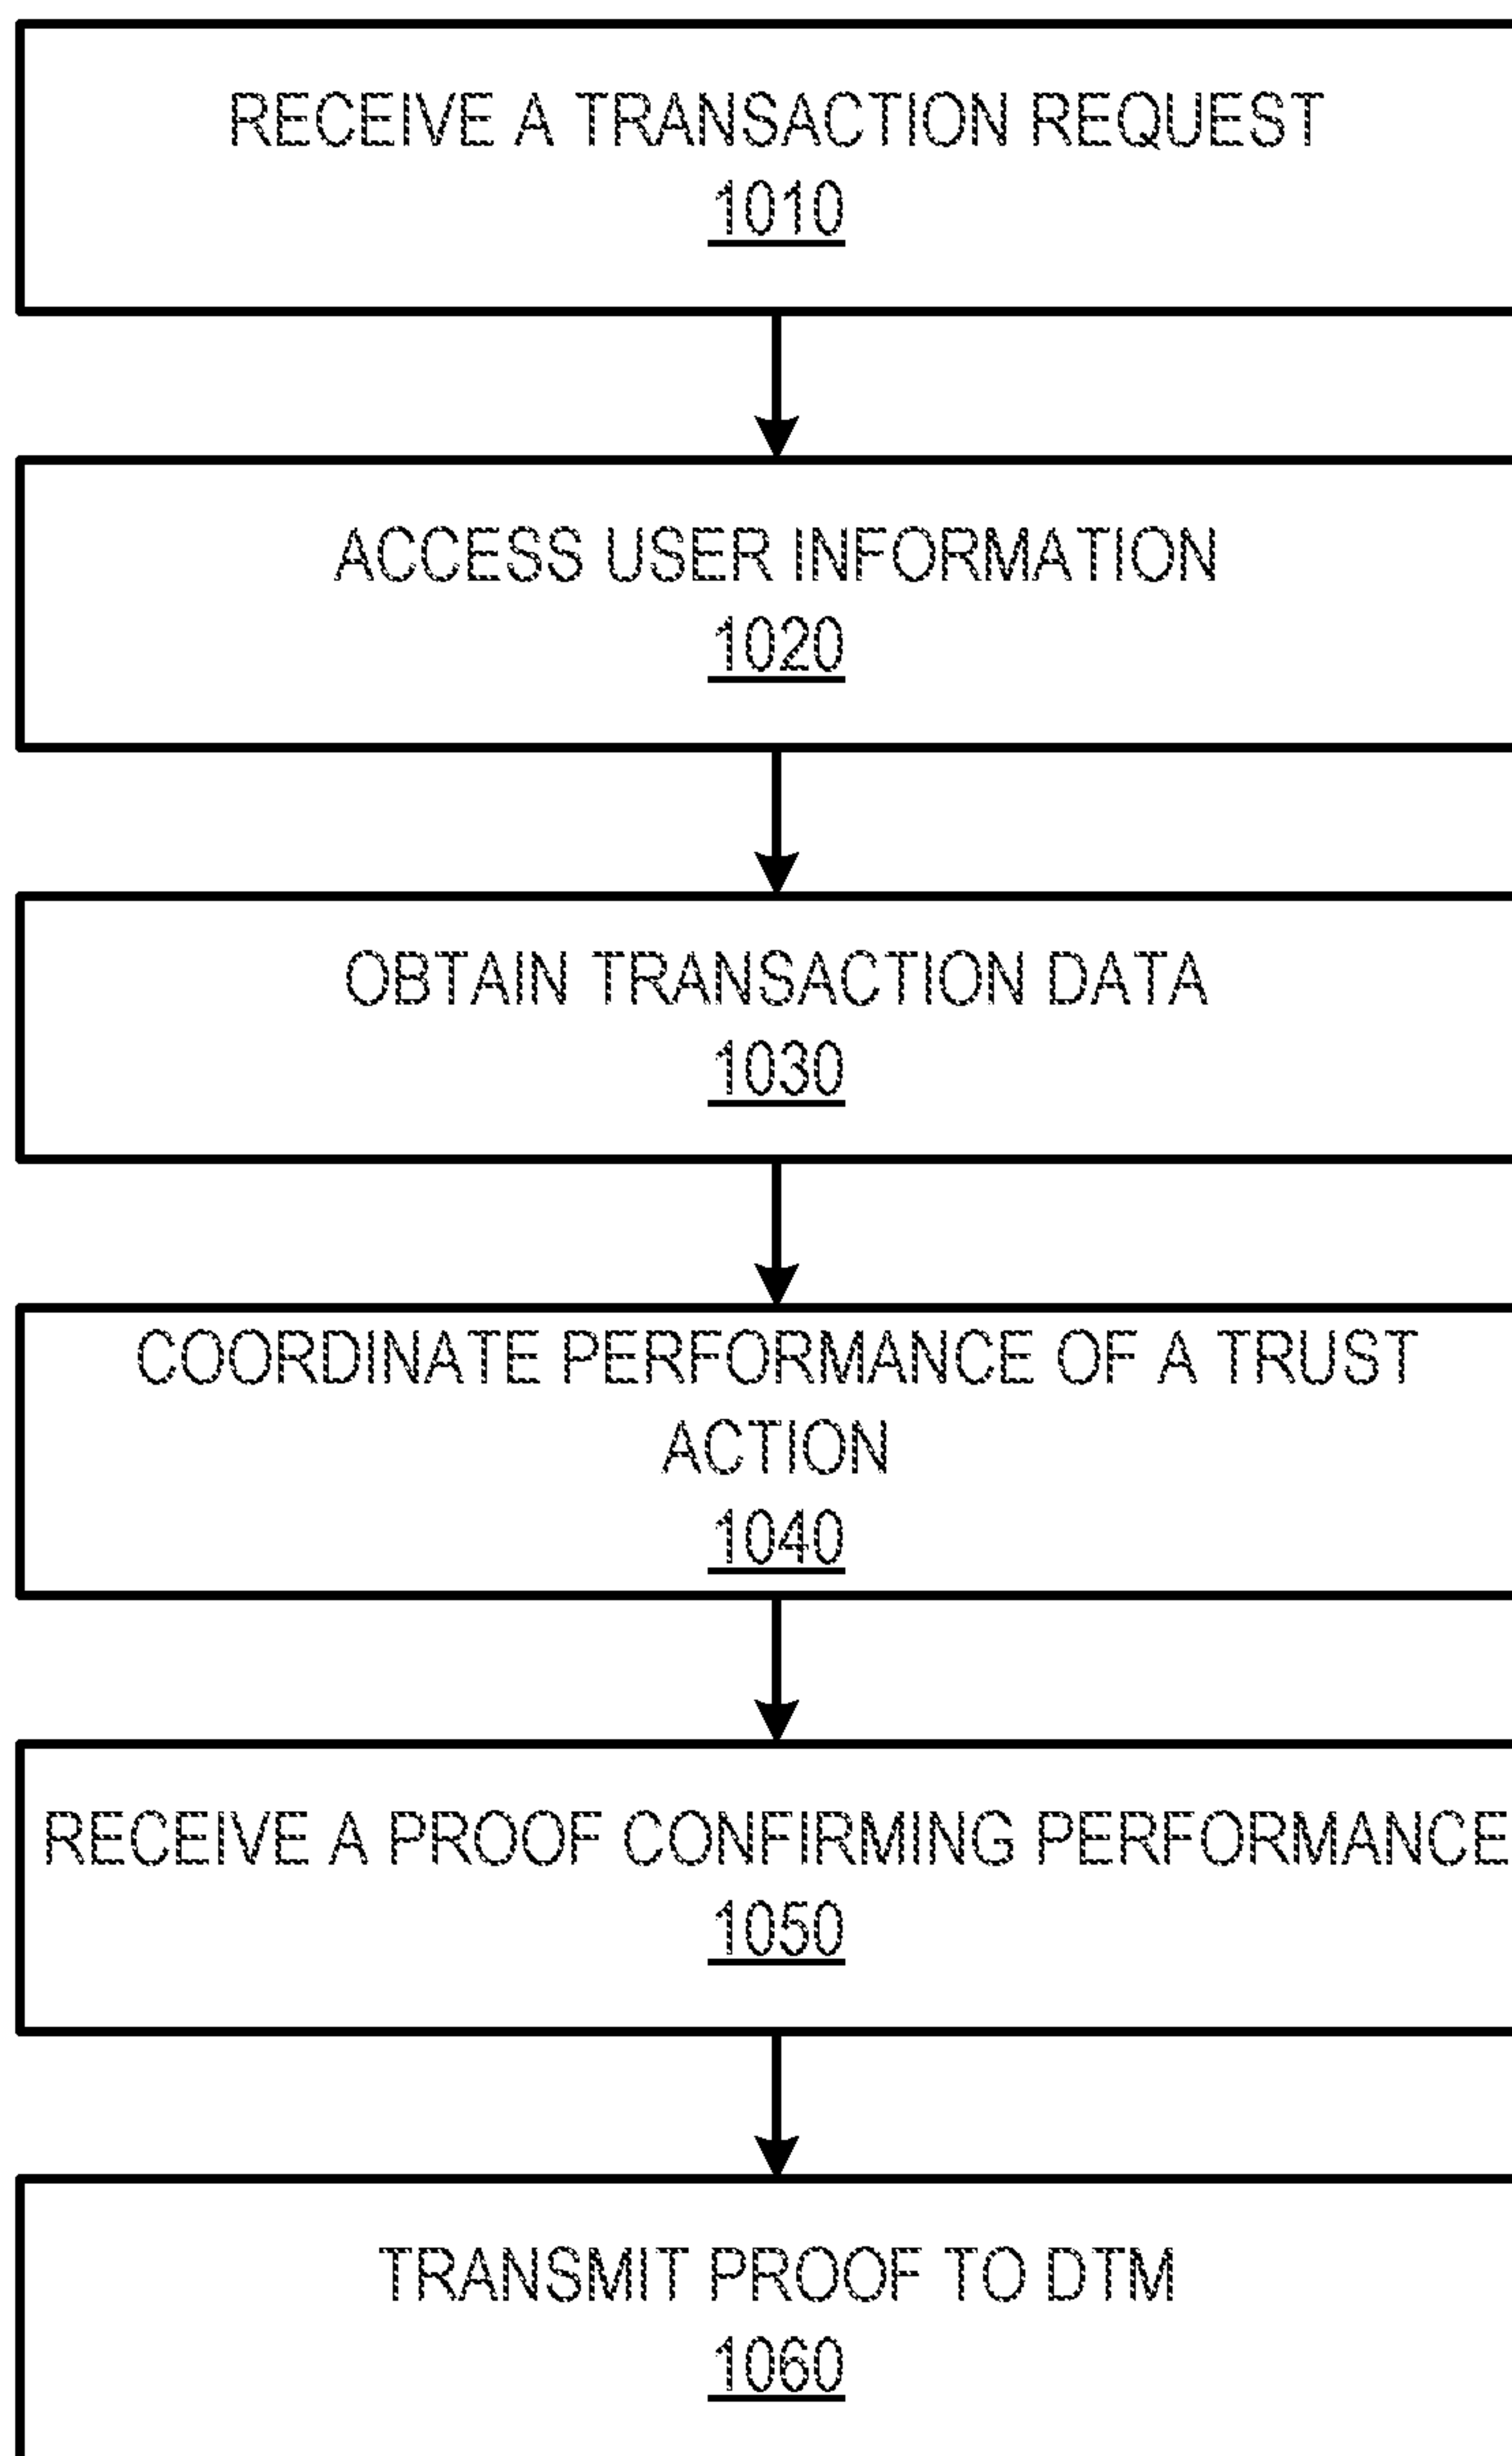 RECEIVE A TRANSACTION REQUEST
1010
ACCESS USER INFORMATION
1020
OBTAIN TRANSACTION DATA
1030
COORDINATE PERFORMANCE OF A TRUST
ACTION
1040
RECEIVE A PROOF CONFIRMING PERFORMANCE
1050
TRANSMIT PROOF TO DTM
1060